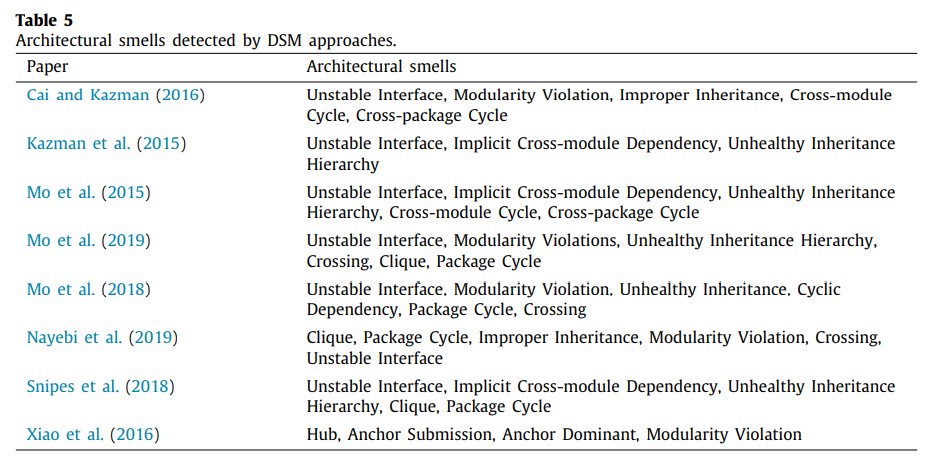 Table 5
Architectural smells detected by DSM approaches.
Paper Architectural smells
Cai and Kazman (2016) Unstable Interface, Modularity Violation, Improper Inheritance, Cross-module
Cycle, Cross-package Cycle
Kazman et al. (2015) Unstable Interface, Implicit Cross-module Dependency, Unhealthy Inheritance
Hierarchy
Mo et al. (2015) Unstable Interface, Implicit Cross-module Dependency, Unhealthy Inheritance
Hierarchy, Cross-module Cycle, Cross-package Cycle
Mo et al. (2019) Unstable Interface, Modularity Violations, Unhealthy Inheritance Hierarchy,
Crossing, Clique, Package Cycle
Mo et al. (2018) Unstable Interface, Modularity Violation, Unhealthy Inheritance, Cyclic
Dependency, Package Cycle, Crossing
Nayebi et al. (2019) Clique, Package Cycle, Improper Inheritance, Modularity Violation, Crossing,
Unstable Interface
Snipes et al. (2018) Unstable Interface, Implicit Cross-module Dependency, Unhealthy Inheritance
Hierarchy, Clique, Package Cycle
Xiao et al. (2016) Hub, Anchor Submission, Anchor Dominant, Modularity Violation